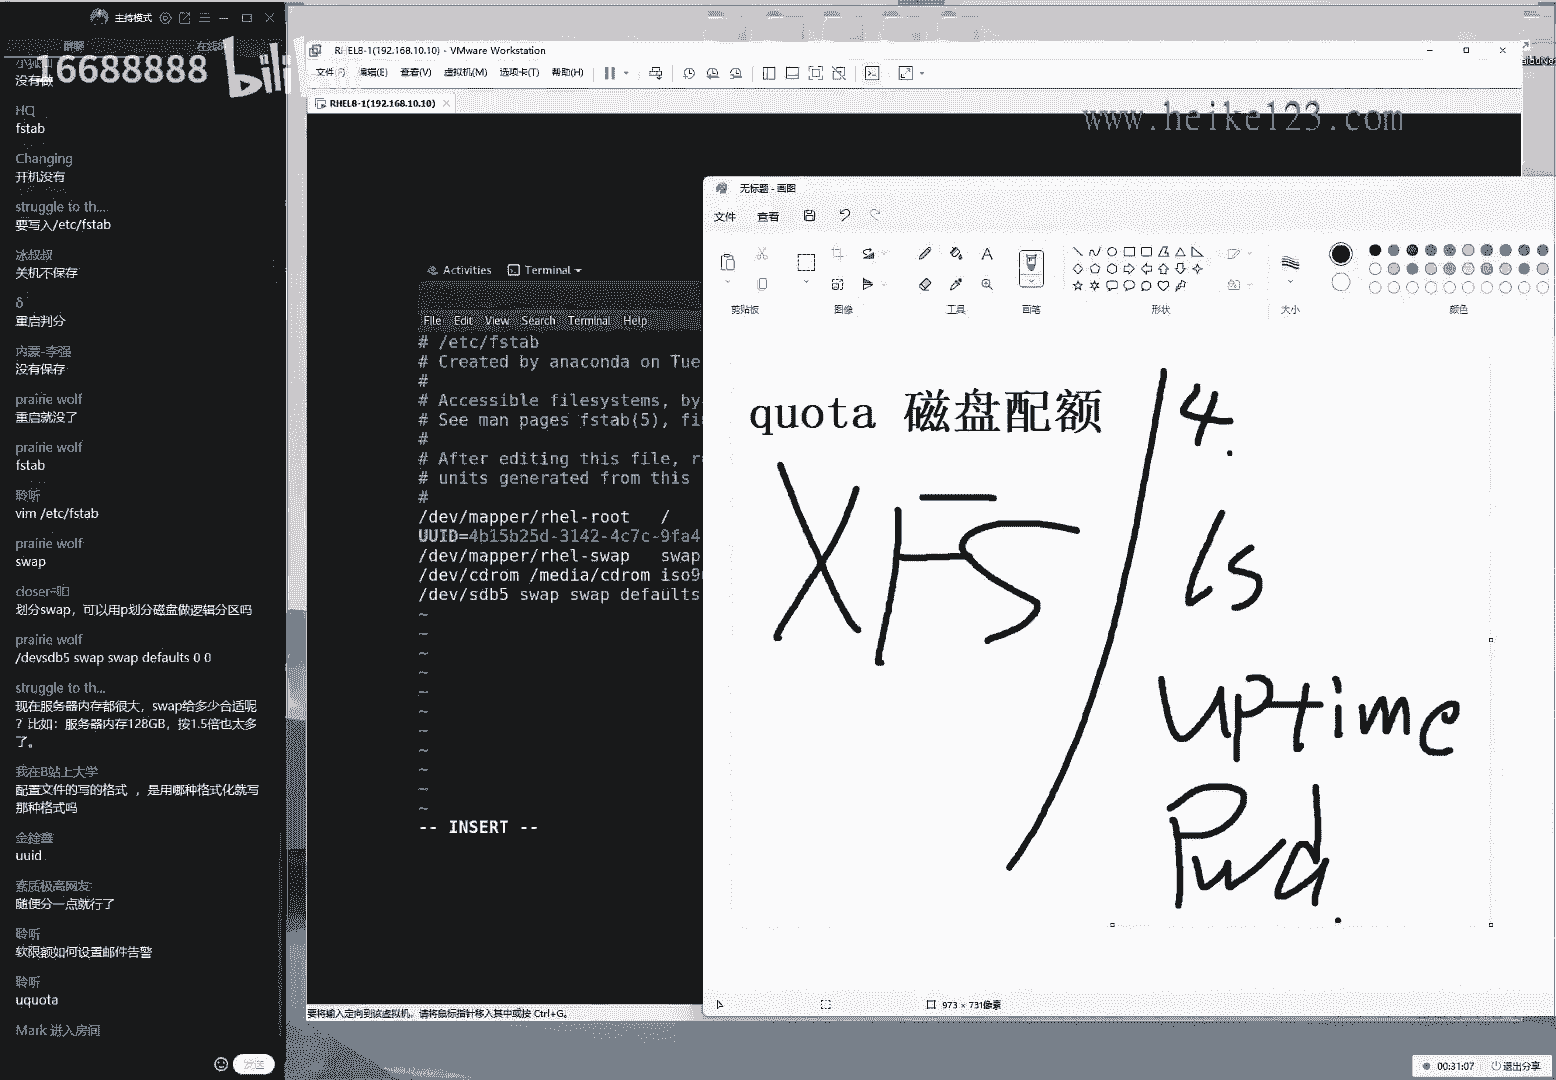 主持模式
16688888 bili
没有做
HQ
fstab
Changing
开机没有
struggle to th....
要写入/etc/fstab
冰叔叔
关机不保存
δ
重启判分
内蒙-李强
没有保存
prairie wolf
重启就没了
prairie wolf
fstab
聆听
vim /etc/fstab
prairie wolf
swap
划分swap，可以用p划分磁盘做逻辑分区吗
prairie wolf
/devsdb5 swap swap defaults 0 0
struggle to th...
现在服务器内存都很大，swap给多少合适呢
？比如：服务器内存128GB，按1.5倍也太多
了。
我在B站上大学
配置文件的写的格式 ，是用哪种格式化就写
那种格式吗
金鑫鑫
uuid
素质极高网友
随便分一点就行了
聆听
软限额如何设置邮件告警
聆听
uquota
Mark 进入房间
发送
RHEL8-1(192.168.10.10) - VMware Workstation
文件(F) 编辑(E) 查看(V) 虚拟机(M) 选项卡(T) 帮助(H)
RHEL8-1(192.168.10.10)
www.heike123.com
Activities Terminal
File Edit View Search Terminal Help
# /etc/fstab
# Created by anaconda on Tue
#
# Accessible filesystems, by
# See man pages fstab(5), fi
#
# After editing this file, r
# units generated from this
#
/dev/mapper/rhel-root /
UUID=4b15b25d-3142-4c7c-9fa4
/dev/mapper/rhel-swap swap
/dev/cdrom /media/cdrom iso9
/dev/sdb5 swap swap defaults
~
~
~
~
~
~
~
~
~
~
~
-- INSERT --
要将输入定向到该虚拟机，请将鼠标指针移入其中或按 Ctrl+G。
无标题 - 画图
文件 查看
剪贴板 图像 工具 画笔 形状 大小 颜色
quota 磁盘配额
XFS
4.
ls
uptime
Pwd.
973 × 731像素
00:31:07 退出分享